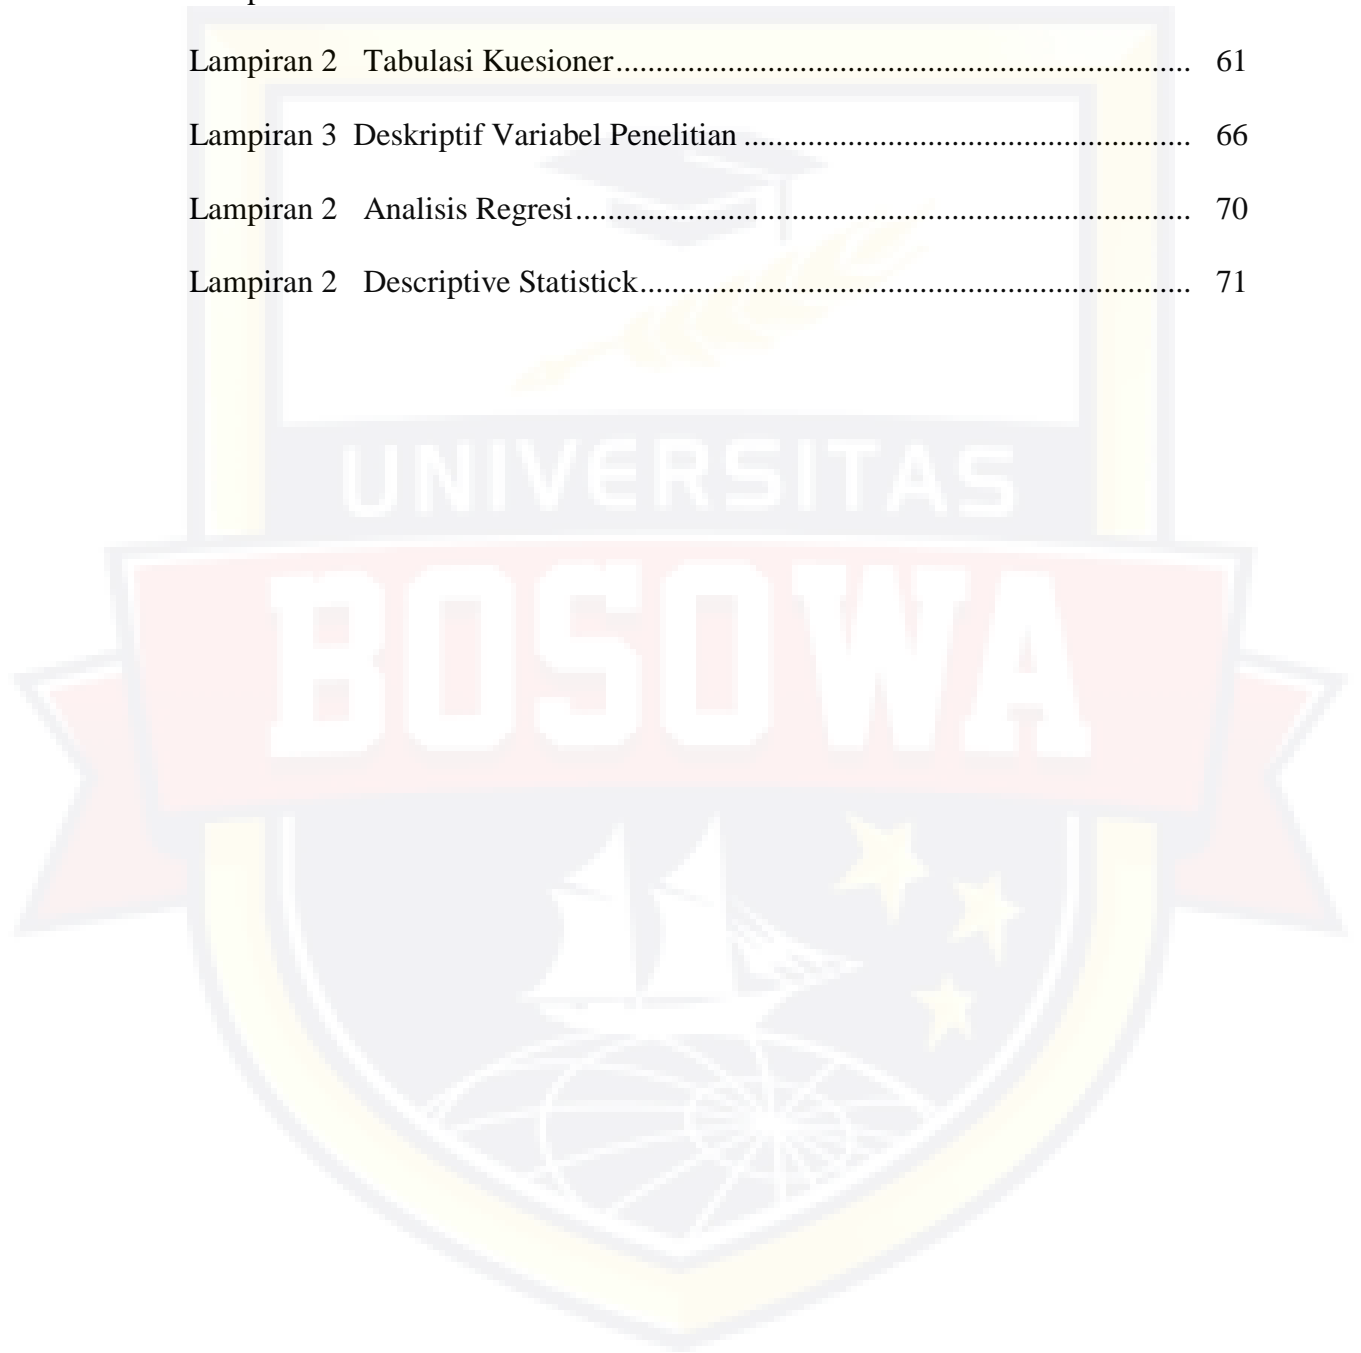 Lampiran 2 Tabulasi Kuesioner........................................................................ 61
Lampiran 3 Deskriptif Variabel Penelitian ........................................................ 66
Lampiran 2 Analisis Regresi............................................................................. 70
Lampiran 2 Descriptive Statistick..................................................................... 71
UNIVERSITAS
BOSOWA